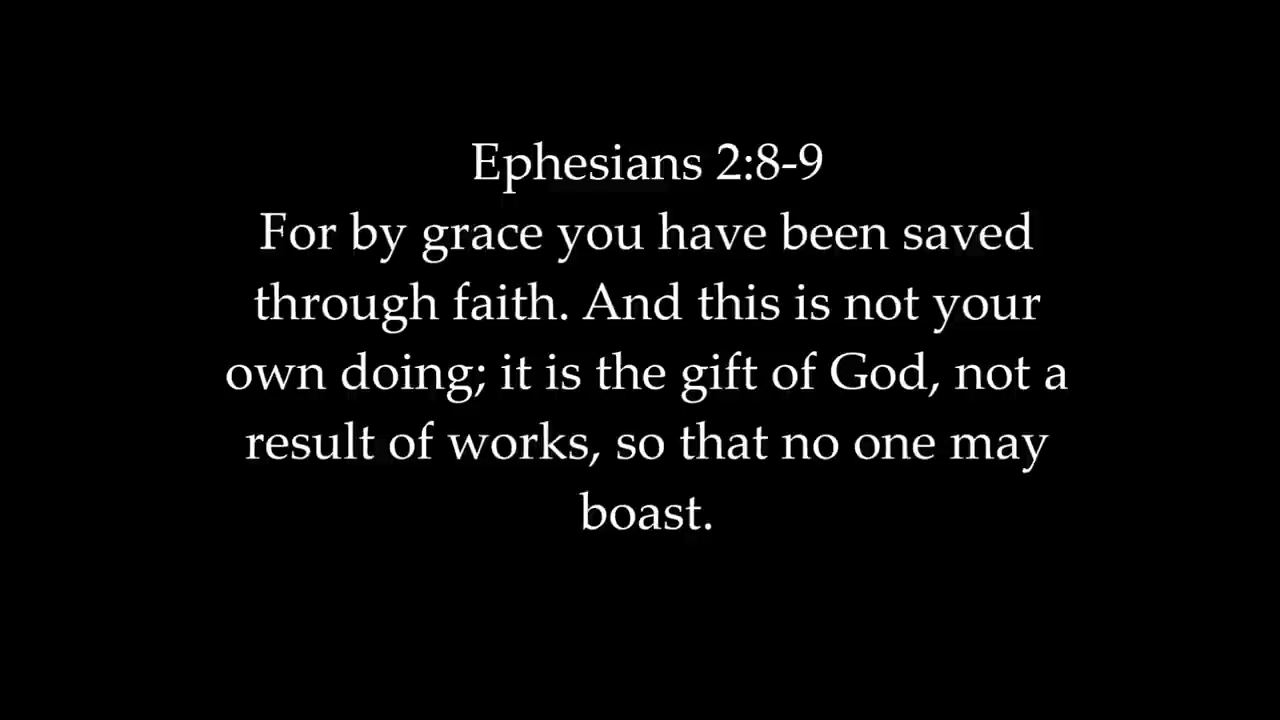 Ephesians 2:8-9
For by grace you have been saved
through faith. And this is not your
own doing; it is the gift of God, not a
result of works, so that no one may
boast.